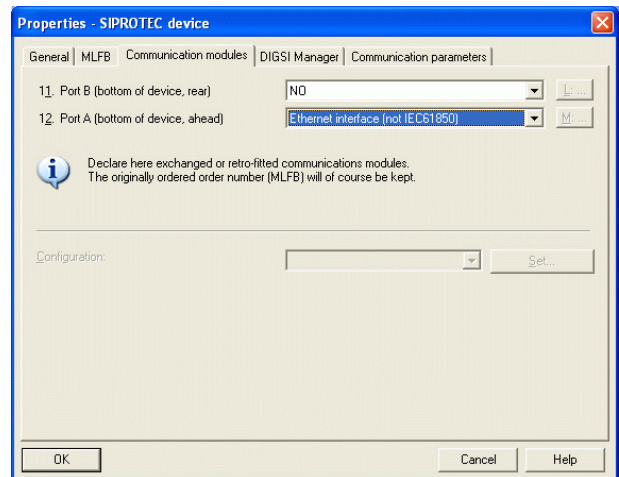 Properties - SIPROTEC device
General MLFB Communication modules DIGSI Manager Communication parameters
11. Port B (bottom of device, rear) NO L: ...
12. Port A (bottom of device, ahead) Ethernet interface (not IEC61850) M: ...
Declare here exchanged or retro-fitted communications modules.
The originally ordered order number (MLFB) will of course be kept.
Configuration: Set...
OK Cancel Help